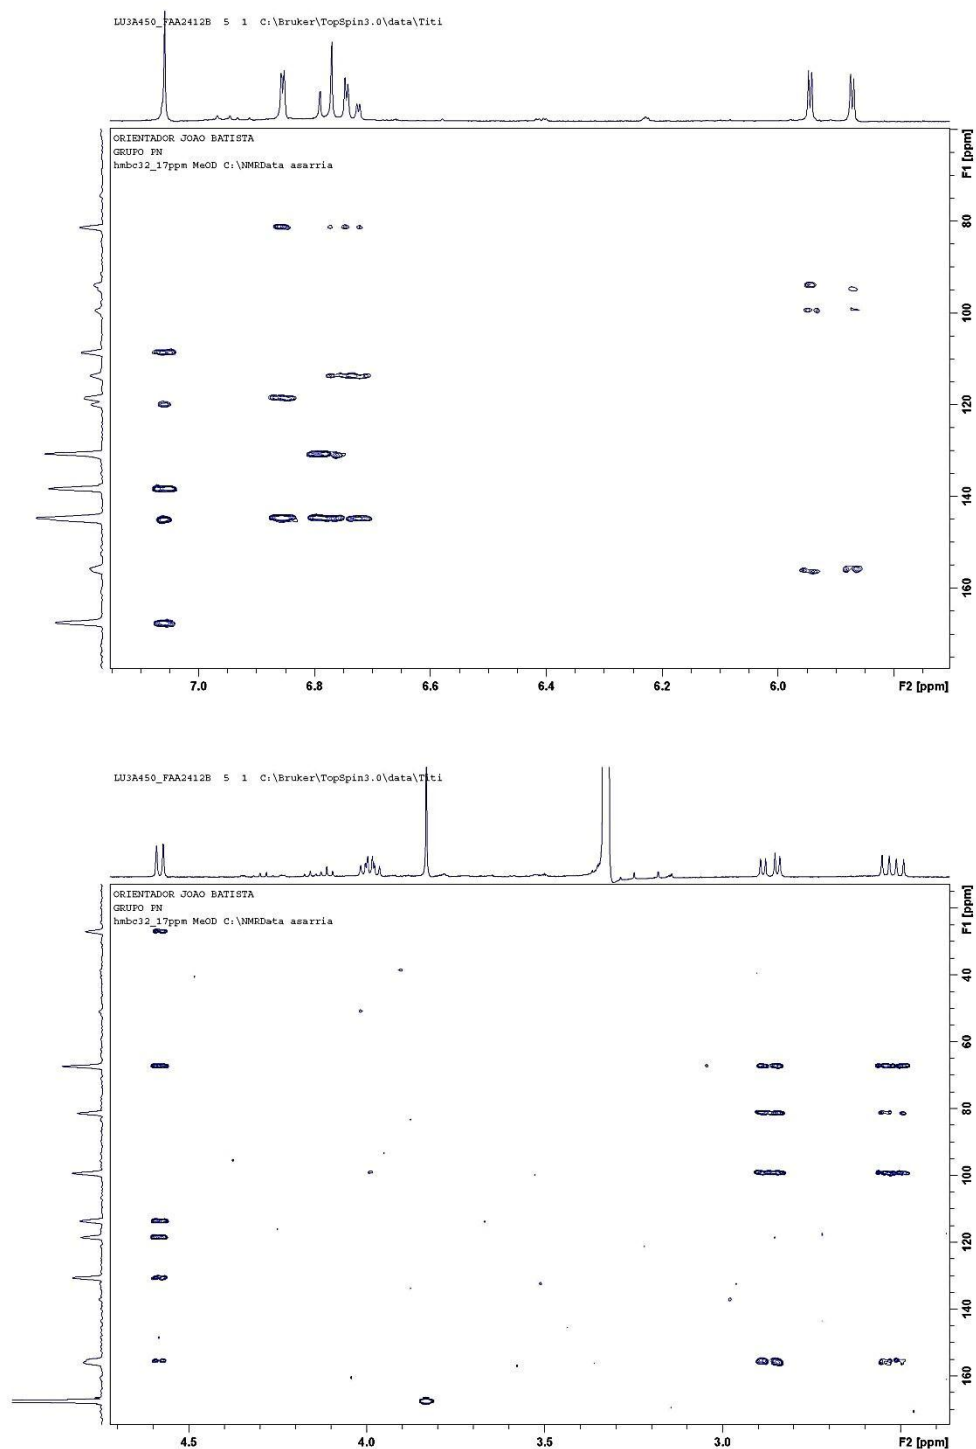 LU3A450_FAA2412B 5 1 C:\Bruker\TopSpin3.0\data\Titi
ORIENTADOR JOAO BATISTA
GRUPO PN
hmbc32_17ppm MeOD C:\NMRData asarria
F1 [ppm]
80
100
120
140
160
7.0 6.8 6.6 6.4 6.2 6.0 F2 [ppm]
LU3A450_FAA2412B 5 1 C:\Bruker\TopSpin3.0\data\Titi
ORIENTADOR JOAO BATISTA
GRUPO PN
hmbc32_17ppm MeOD C:\NMRData asarria
F1 [ppm]
40
60
80
100
120
140
160
4.5 4.0 3.5 3.0 F2 [ppm]